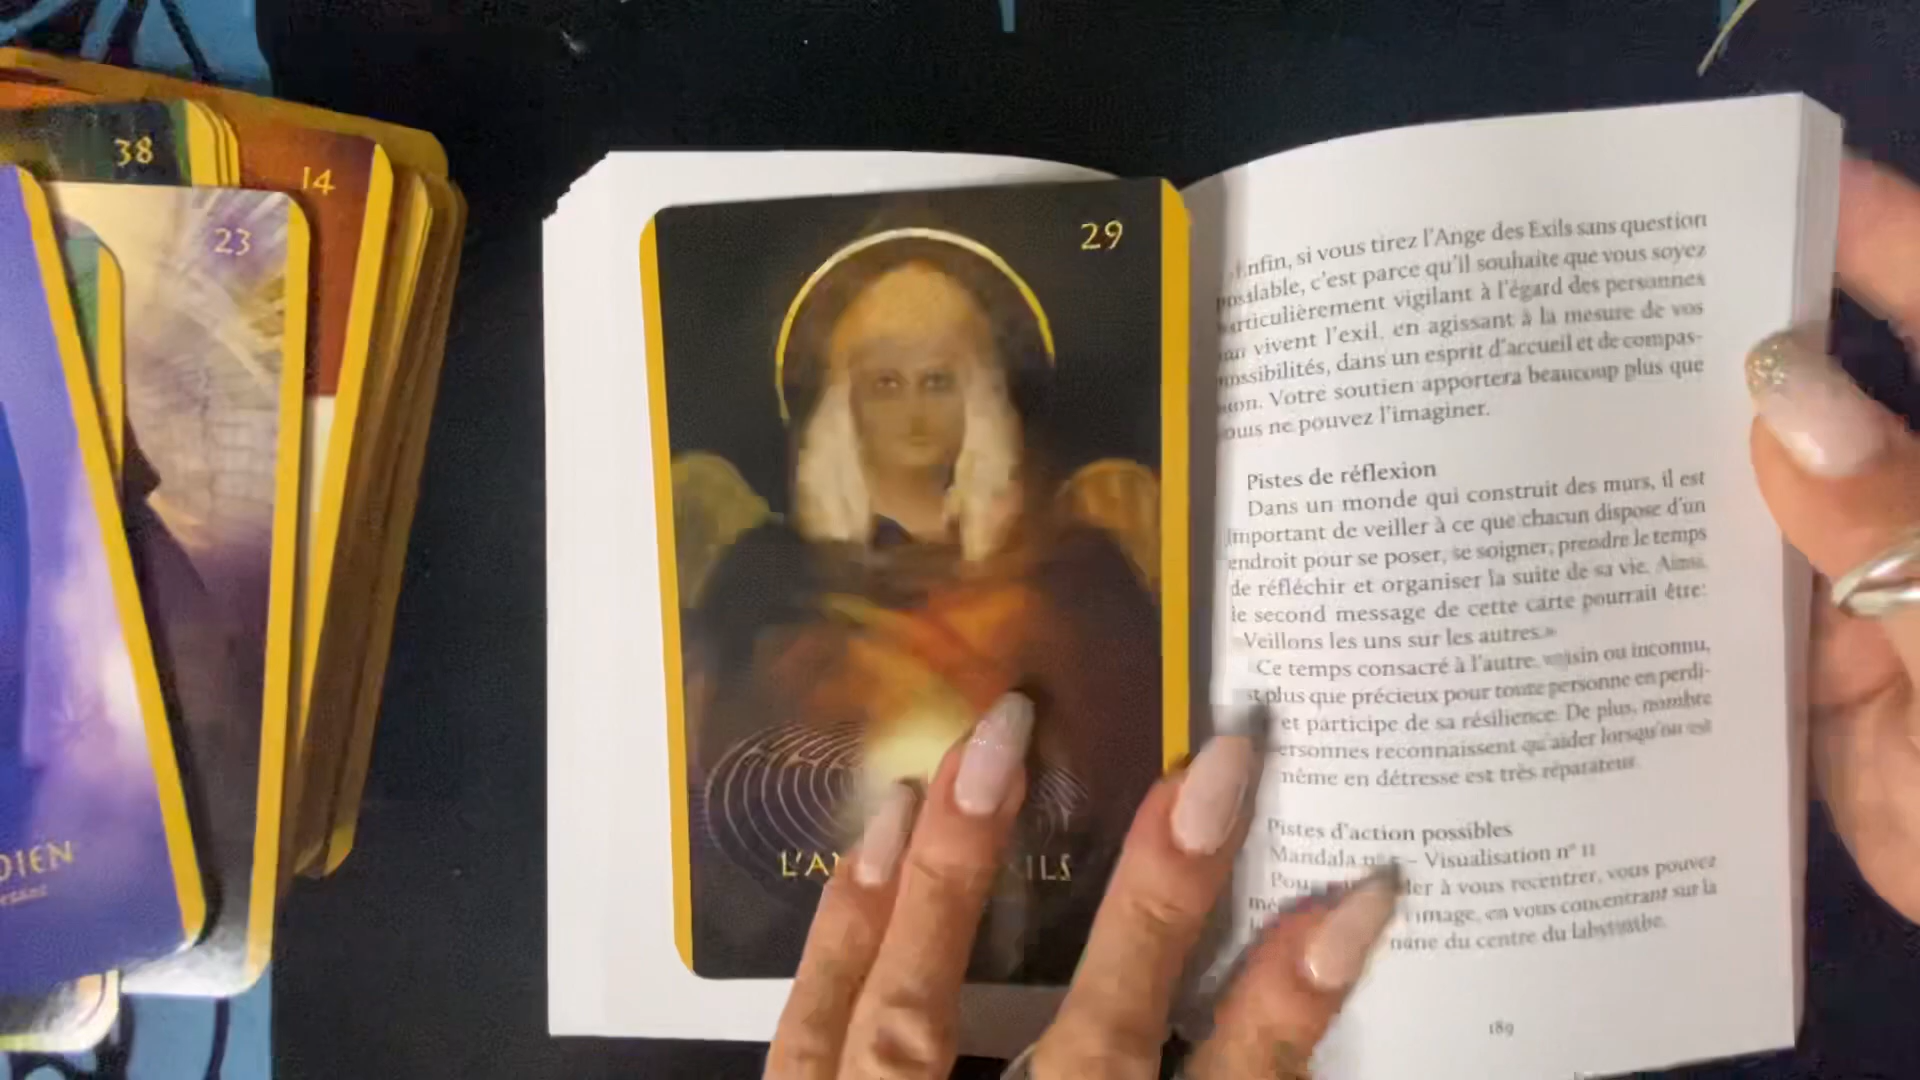 38
14
23
DIEN
29
L'A
ILS
Enfin, si vous tirez l'Ange des Exils sans question
c'est parce qu'il souhaite que vous soyez
vigilant à l'égard des personnes
vivent l'exil, en agissant à la mesure de vos
dans un esprit d'accueil et de compas-
Votre soutien apportera beaucoup plus que
ne pouvez l'imaginer.
Pistes de réflexion
Dans un monde qui construit des murs, il est
important de veiller à ce que chacun dispose d'un
endroit pour se poser, se soigner, prendre le temps
de réfléchir et organiser la suite de sa vie. Ainsi,
le second message de cette carte pourrait être:
«Veillons les uns sur les autres.»
Ce temps consacré à l'autre, voisin ou inconnu,
plus que précieux pour toute personne en perdi-
et participe de sa résilience. De plus, nombre
ersonnes reconnaissent qu'aider lorsqu'on est
même en détresse est très réparateur.
Pistes d'action possibles
Mandala – Visualisation n° 11
der à vous recentrer, vous pouvez
image, en vous concentrant sur la
du centre du labyrinthe.
189